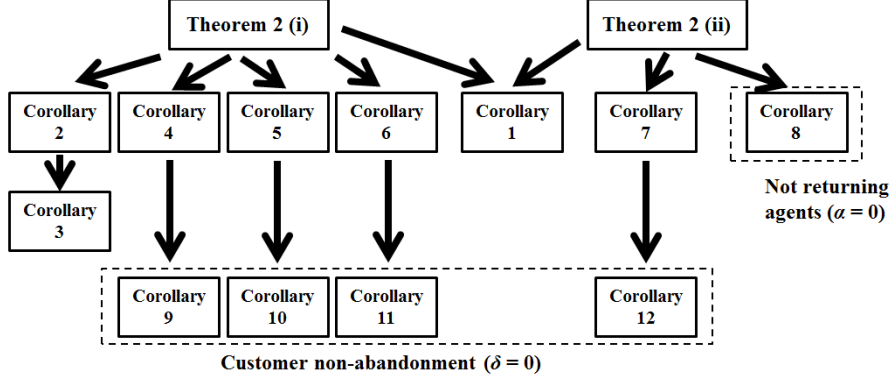 Theorem 2 (i)
Theorem 2 (ii)
Corollary
2
Corollary
4
Corollary
5
Corollary
6
Corollary
1
Corollary
7
Corollary
8
Corollary
3
Not returning
agents (α = 0)
Corollary
9
Corollary
10
Corollary
11
Corollary
12
Customer non-abandonment (δ = 0)